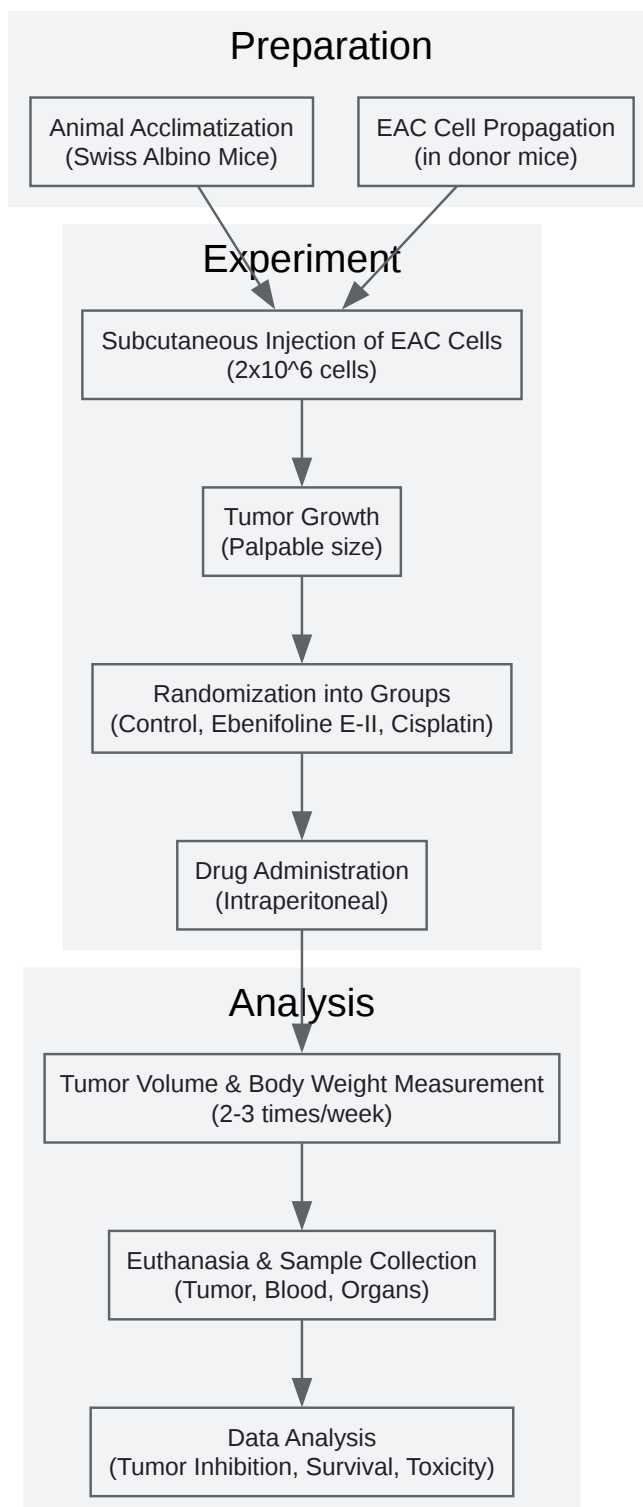 Preparation
Animal Acclimatization
(Swiss Albino Mice)
EAC Cell Propagation
(in donor mice)
Experiment
Subcutaneous Injection of EAC Cells
(2x10^6 cells)
Tumor Growth
(Palpable size)
Randomization into Groups
(Control, Ebenifoline E-II, Cisplatin)
Drug Administration
(Intraperitoneal)
Analysis
Tumor Volume & Body Weight Measurement
(2-3 times/week)
Euthanasia & Sample Collection
(Tumor, Blood, Organs)
Data Analysis
(Tumor Inhibition, Survival, Toxicity)